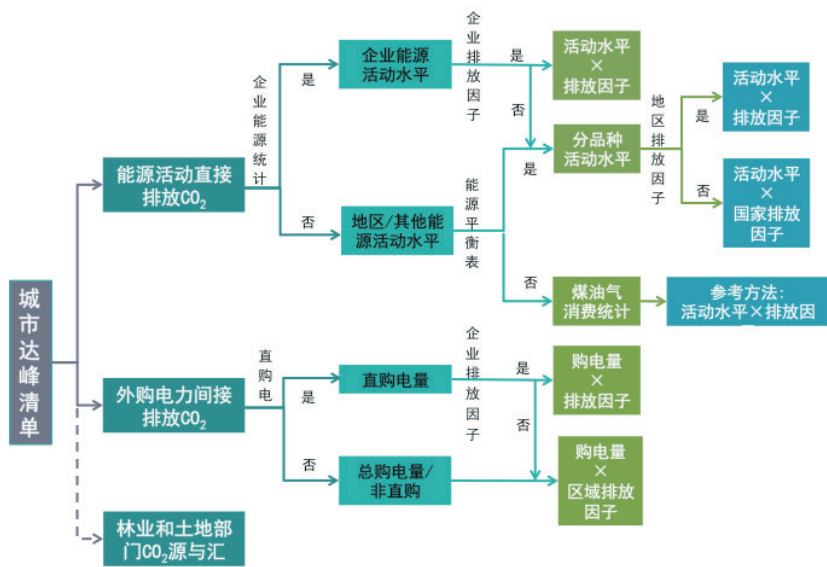 城市达峰清单
能源活动直接
排放CO₂
外购电力间接
排放CO₂
林业和土地部
门CO₂源与汇
企业能源统计
是
否
企业能源
活动水平
地区/其他能
源活动水平
企业排放因子
是
否
能源平衡表
是
否
活动水平
×
排放因子
分品种
活动水平
煤油气
消费统计
地区排放因子
是
否
活动水平
×
排放因子
活动水平
×
国家排放
因子
参考方法：
活动水平×排放因
直购电
是
否
直购电量
总购电量/
非直购
企业排放因子
是
否
购电量
×
排放因子
购电量
×
区域排放
因子